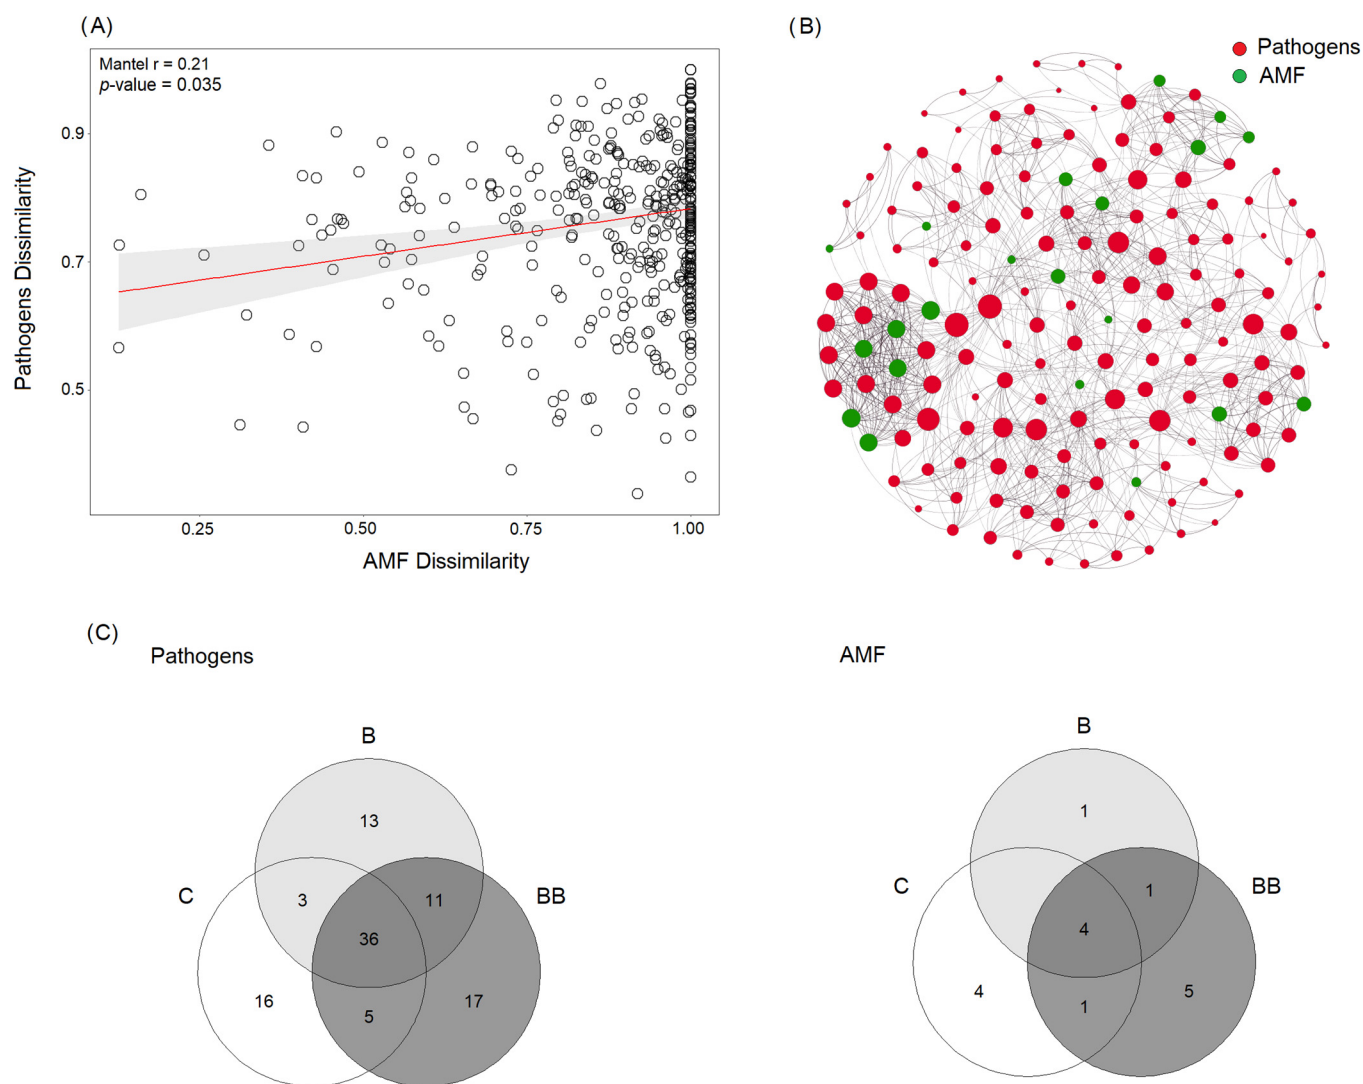 (A)
Mantel r = 0.21
p-value = 0.035
Pathogens Dissimilarity
0.9
0.7
0.5
0.25 0.50 0.75 1.00
AMF Dissimilarity
(B)
Pathogens
AMF
(C)
Pathogens
B
13
C
3
11
BB
36
16
5
17
AMF
B
1
C
1
BB
4
4
1
5